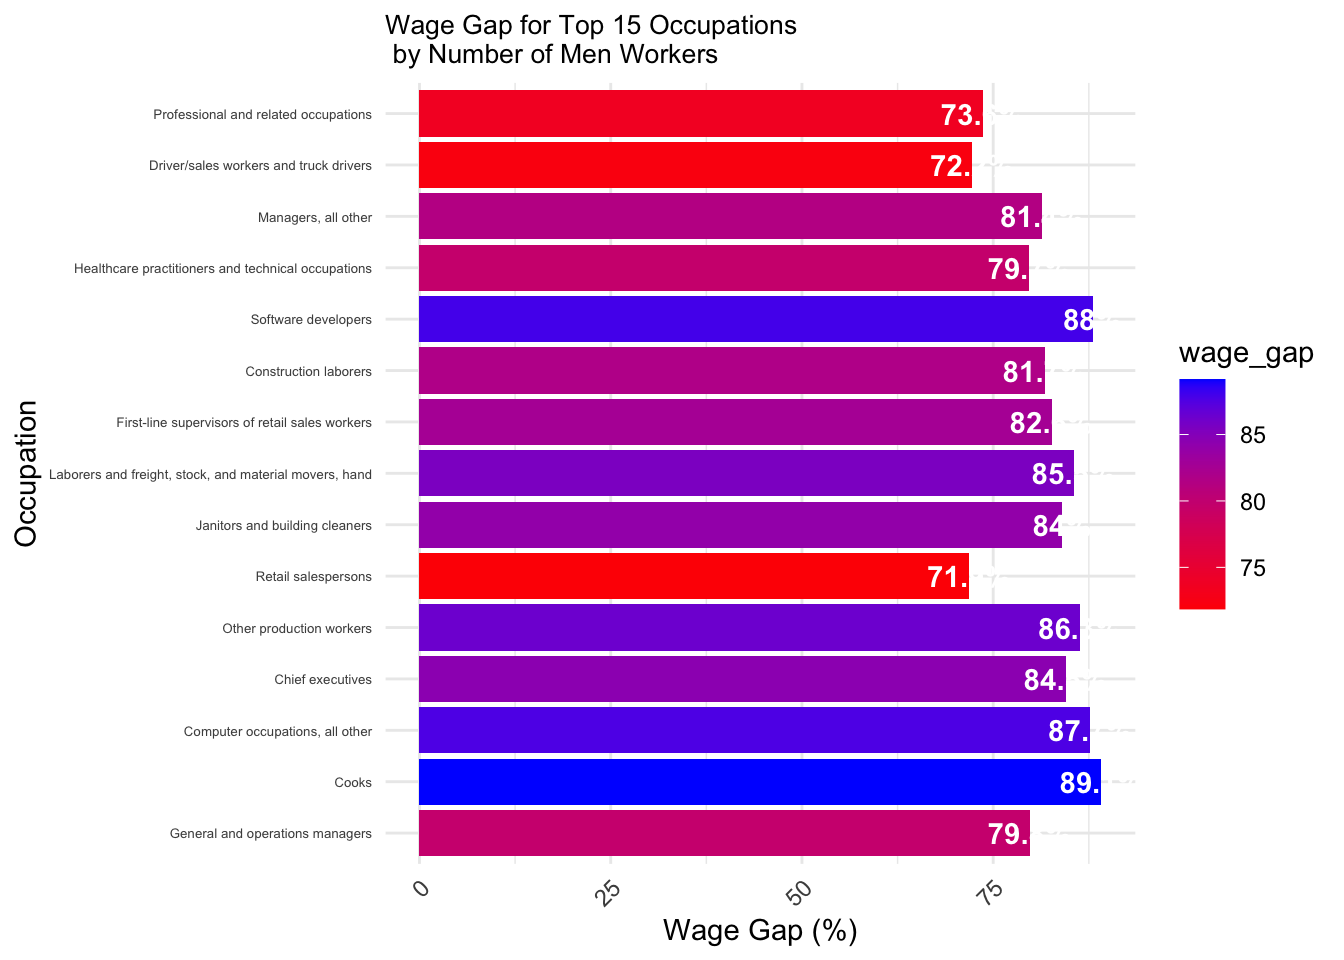 Wage Gap for Top 15 Occupations
by Number of Men Workers
Occupation
Professional and related occupations
73.
Driver/sales workers and truck drivers
72.
Managers, all other
81.
Healthcare practitioners and technical occupations
79.
Software developers
88
Construction laborers
81.
First-line supervisors of retail sales workers
82.
Laborers and freight, stock, and material movers, hand
85.
Janitors and building cleaners
84
Retail salespersons
71.
Other production workers
86.
Chief executives
84.
Computer occupations, all other
87.
Cooks
89.
General and operations managers
79.
0
25
50
75
Wage Gap (%)
wage_gap
85
80
75